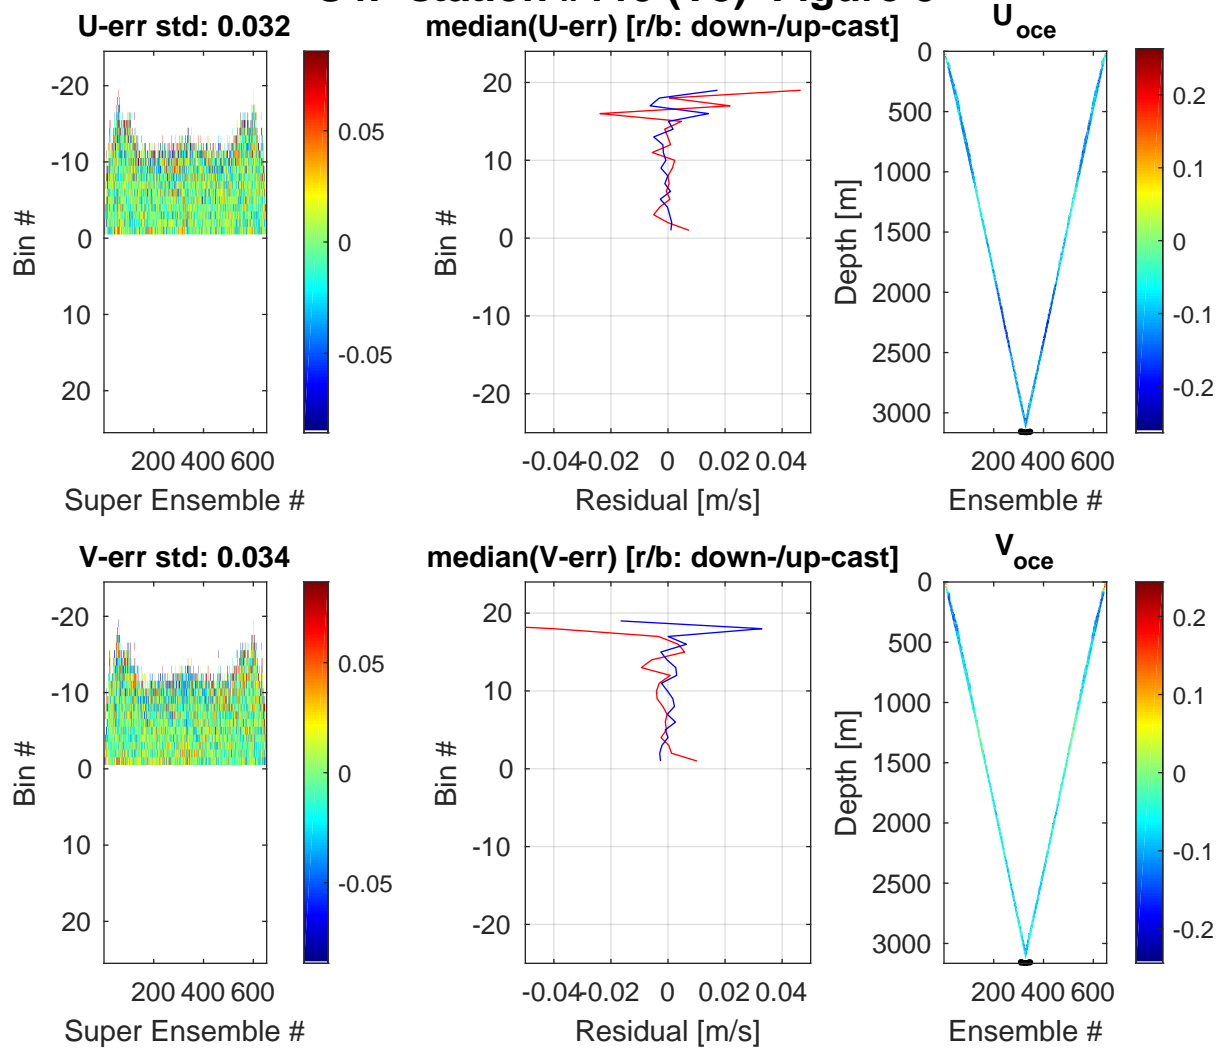 U-err std: 0.032
median(U-err) [r/b: down-/up-cast]
U oce
-20
-10
0
10
20
Bin #
200 400 600
Super Ensemble #
0.05
0
-0.05
20
10
0
-10
-20
Bin #
-0.04 -0.02 0 0.02 0.04
Residual [m/s]
0
500
1000
1500
2000
2500
3000
Depth [m]
200 400 600
Ensemble #
0.2
0.1
0
-0.1
-0.2
V-err std: 0.034
median(V-err) [r/b: down-/up-cast]
V oce
-20
-10
0
10
20
Bin #
200 400 600
Super Ensemble #
0.05
0
-0.05
20
10
0
-10
-20
Bin #
-0.04 -0.02 0 0.02 0.04
Residual [m/s]
0
500
1000
1500
2000
2500
3000
Depth [m]
200 400 600
Ensemble #
0.2
0.1
0
-0.1
-0.2